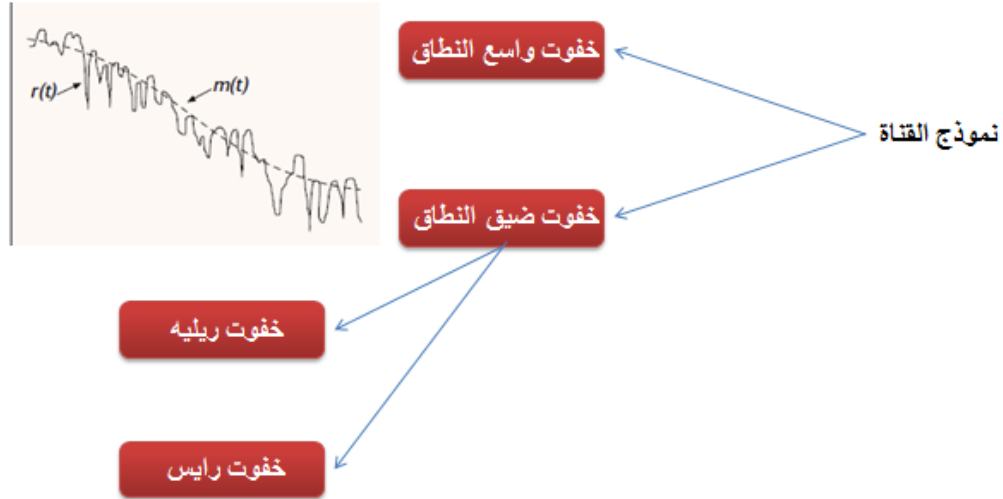 نموذج القناة
خفوت واسع النطاق
خفوت ضيق النطاق
خفوت ريليه
خفوت رايس
m(t)
r(t)